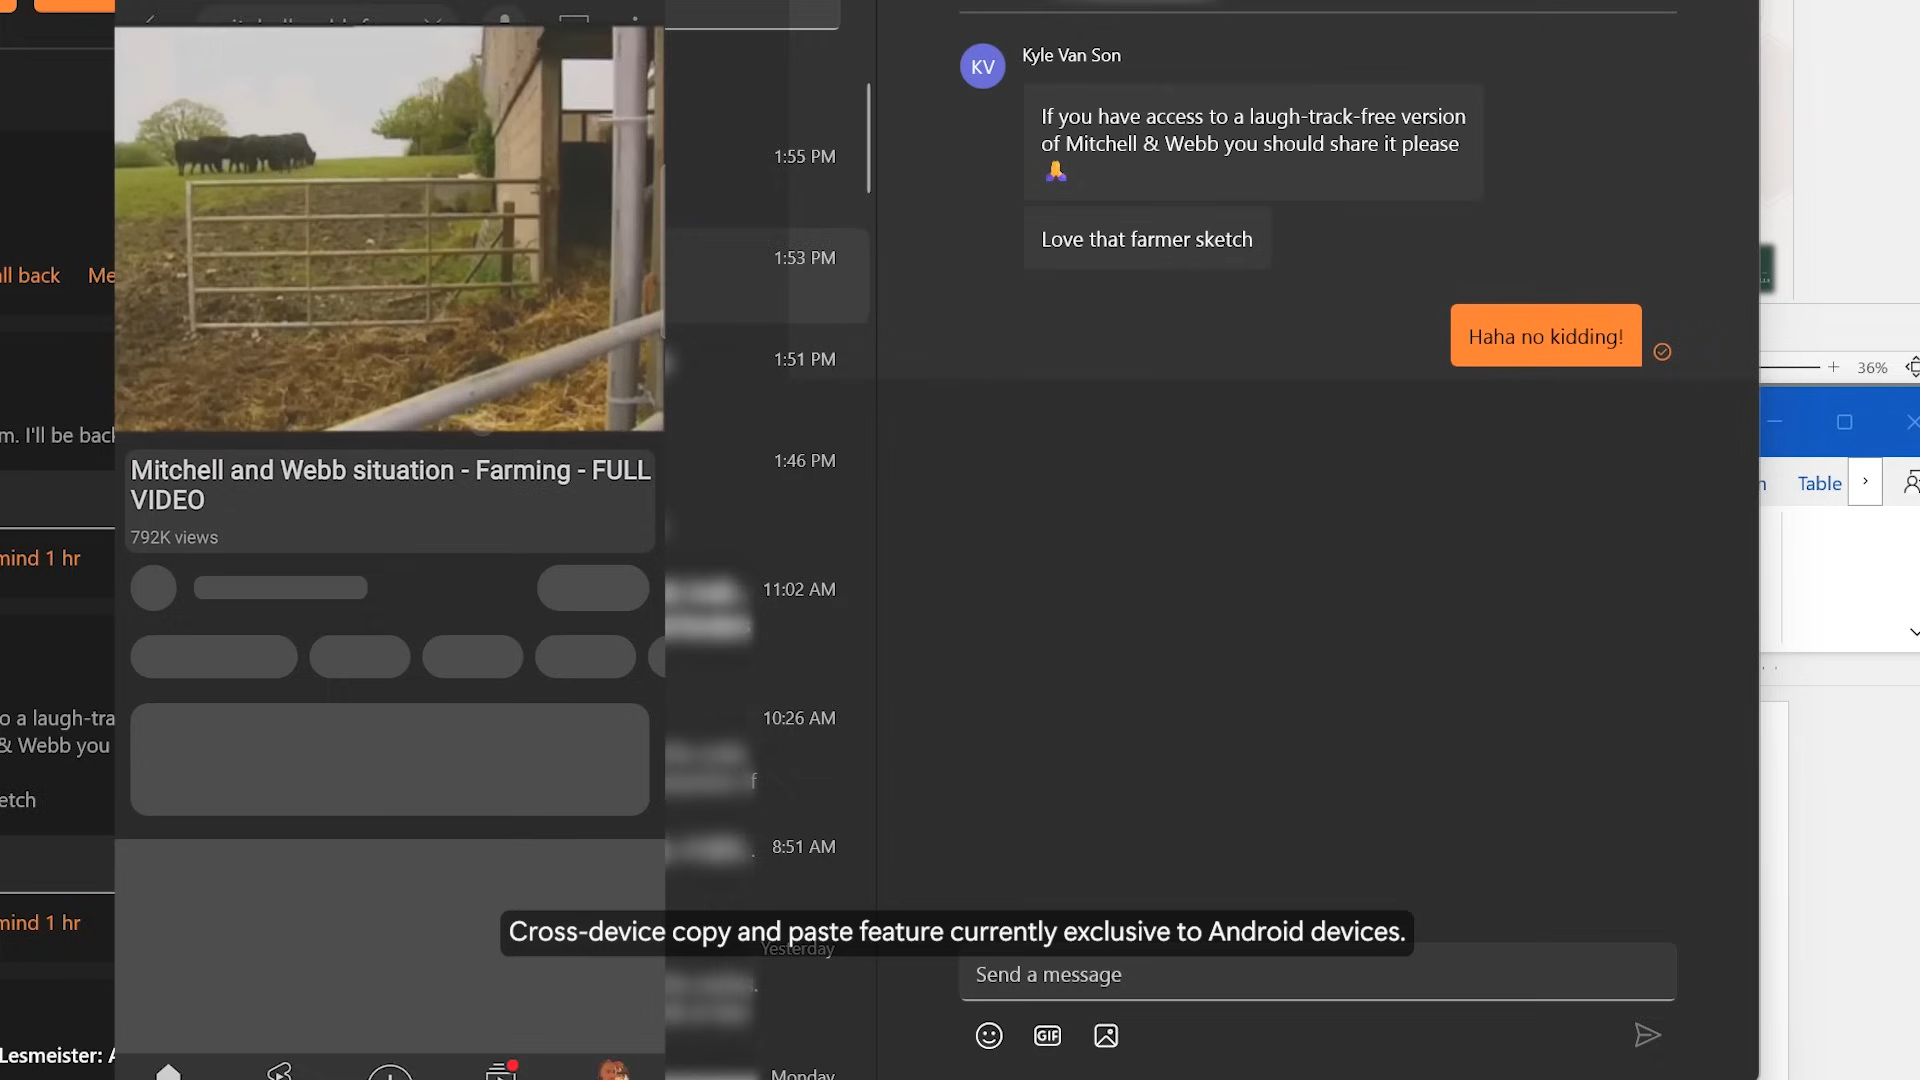 ll back Me
m. I'll be back
mind 1 hr
o a laugh-tra
& Webb you
etch
mind 1 hr
Lesmeister: A
Mitchell and Webb situation - Farming - FULL
VIDEO
792K views
1:55 PM
1:53 PM
1:51 PM
1:46 PM
11:02 AM
10:26 AM
f
8:51 AM
Yesterday
Monday
KV
Kyle Van Son
If you have access to a laugh-track-free version
of Mitchell & Webb you should share it please
Love that farmer sketch
Haha no kidding!
Cross-device copy and paste feature currently exclusive to Android devices.
Send a message
GIF
36%
Table